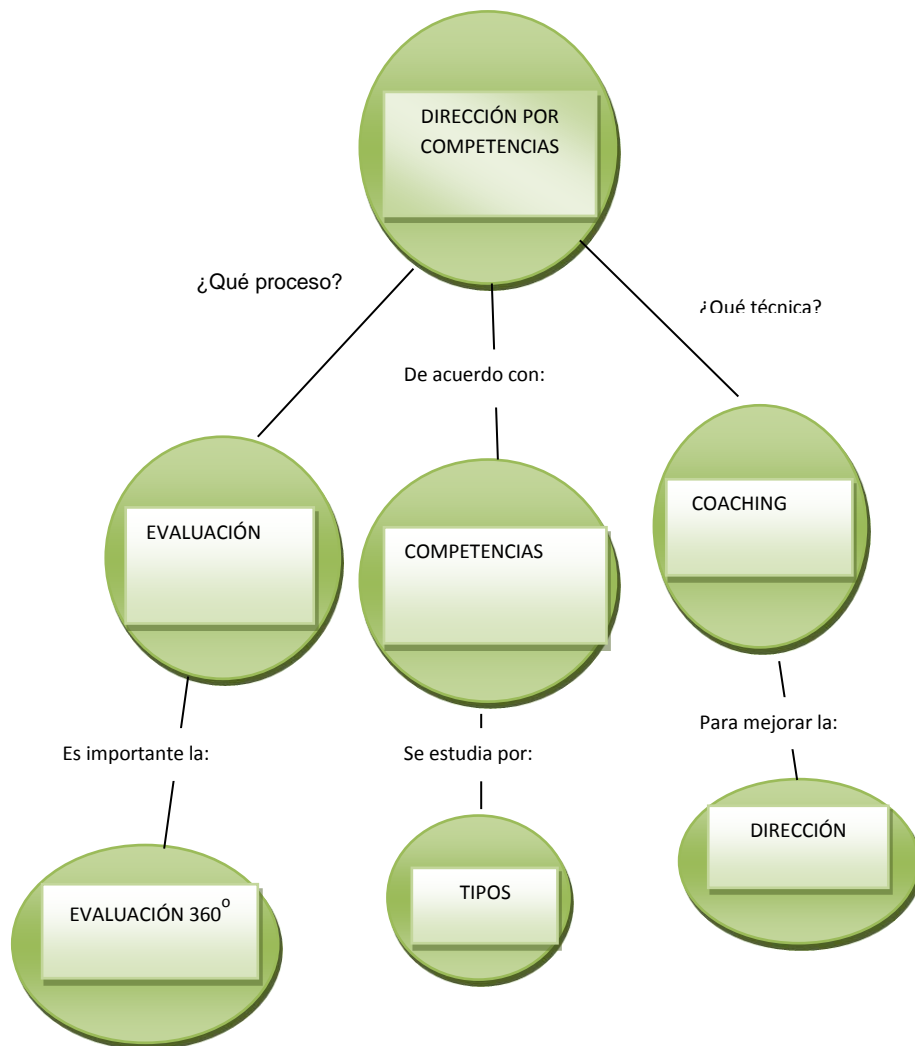 DIRECCIÓN POR
COMPETENCIAS
¿Qué proceso?
¿Qué técnica?
De acuerdo con:
EVALUACIÓN
COMPETENCIAS
COACHING
Es importante la:
Se estudia por:
Para mejorar la:
EVALUACIÓN 360º
TIPOS
DIRECCIÓN